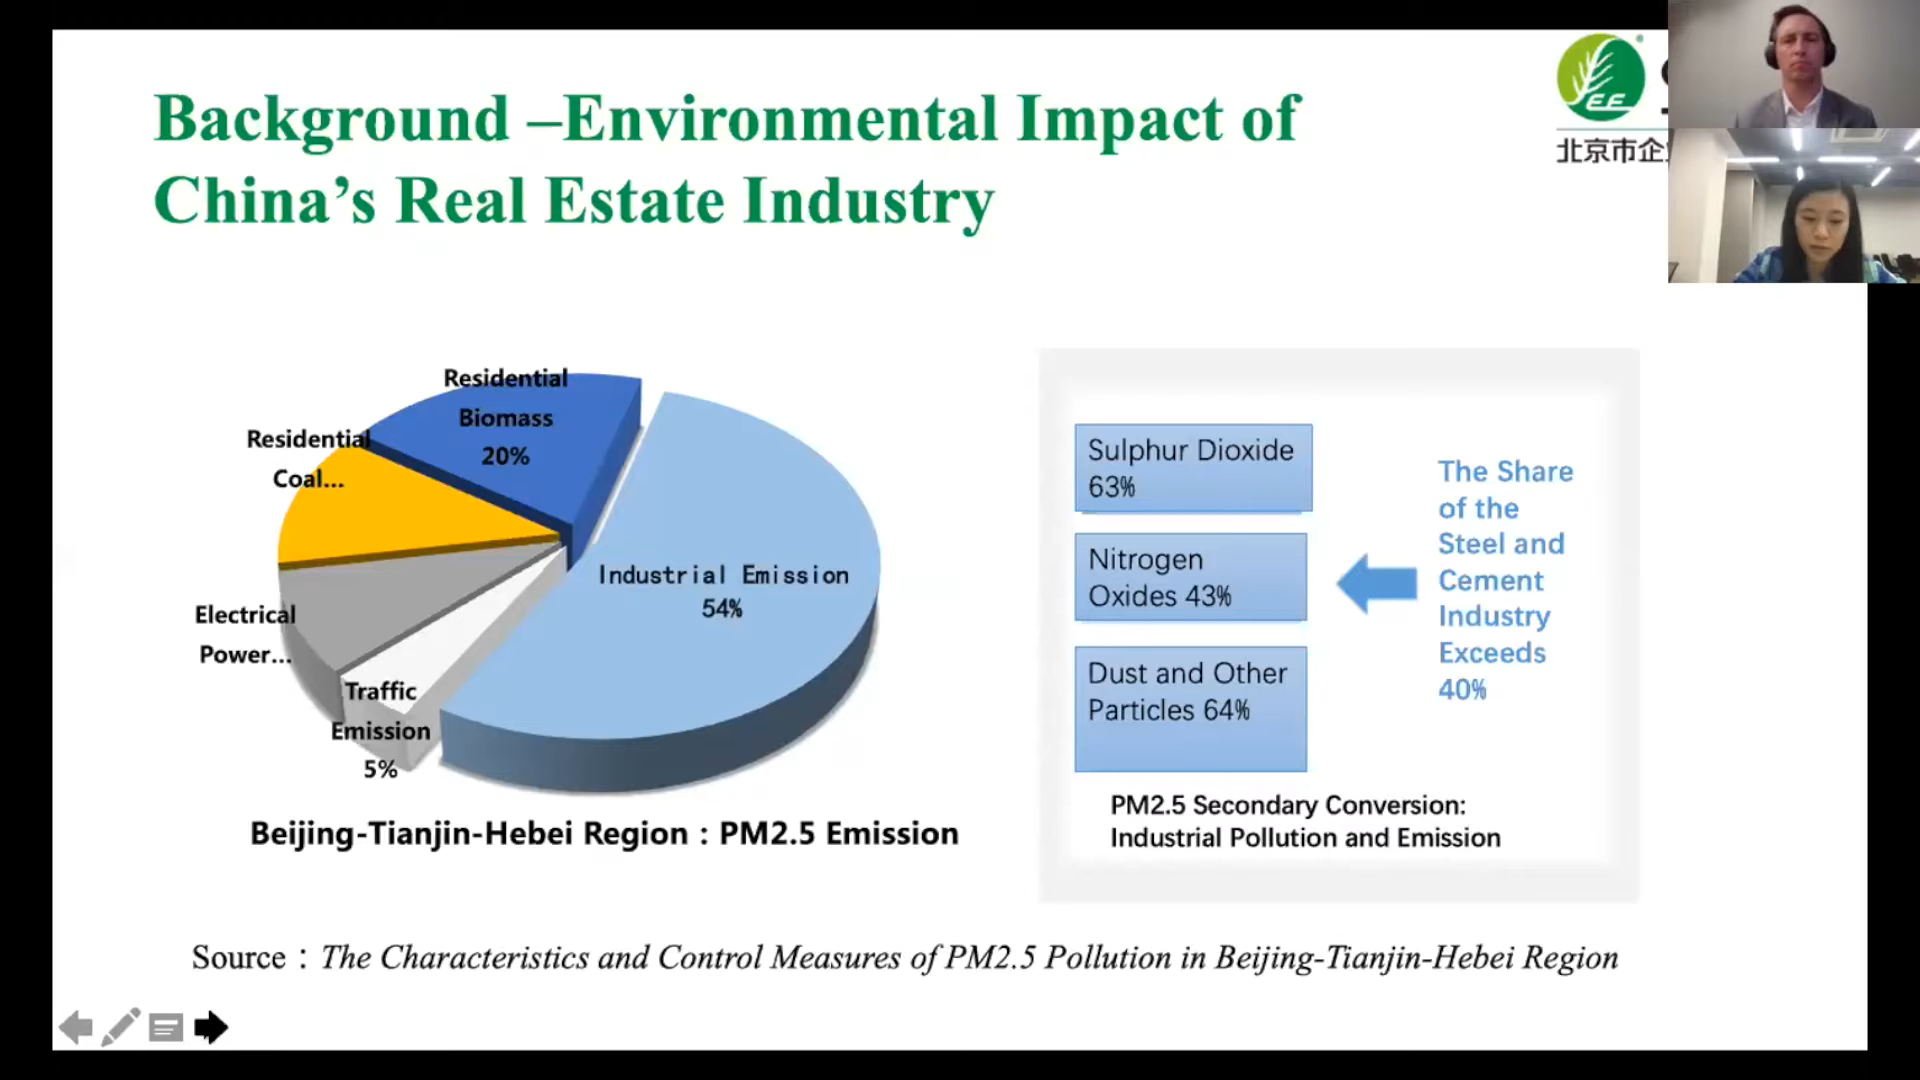 Background –Environmental Impact of
China’s Real Estate Industry
EE
北京市企
Residential
Biomass
20%
Residential
Coal...
Electrical
Power...
Traffic
Emission
5%
Industrial Emission
54%
Beijing-Tianjin-Hebei Region : PM2.5 Emission
Sulphur Dioxide
63%
Nitrogen
Oxides 43%
Dust and Other
Particles 64%
The Share
of the
Steel and
Cement
Industry
Exceeds
40%
PM2.5 Secondary Conversion:
Industrial Pollution and Emission
Source : The Characteristics and Control Measures of PM2.5 Pollution in Beijing-Tianjin-Hebei Region